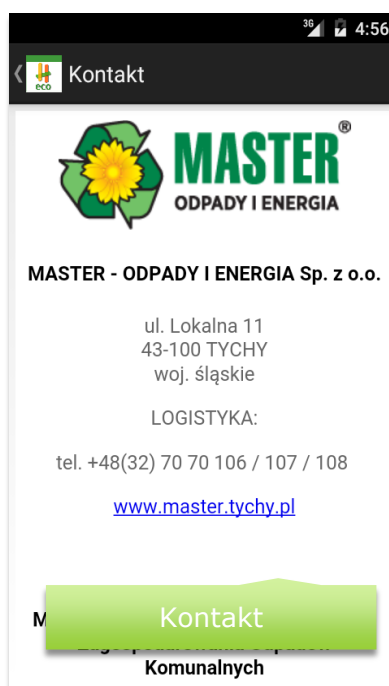 3G 4:56
eco Kontakt
MASTER®
ODPADY I ENERGIA
MASTER - ODPADY I ENERGIA Sp. z o.o.
ul. Lokalna 11
43-100 TYCHY
woj. śląskie
LOGISTYKA:
tel. +48(32) 70 70 106 / 107 / 108
www.master.tychy.pl
Kontakt
Komunalnych